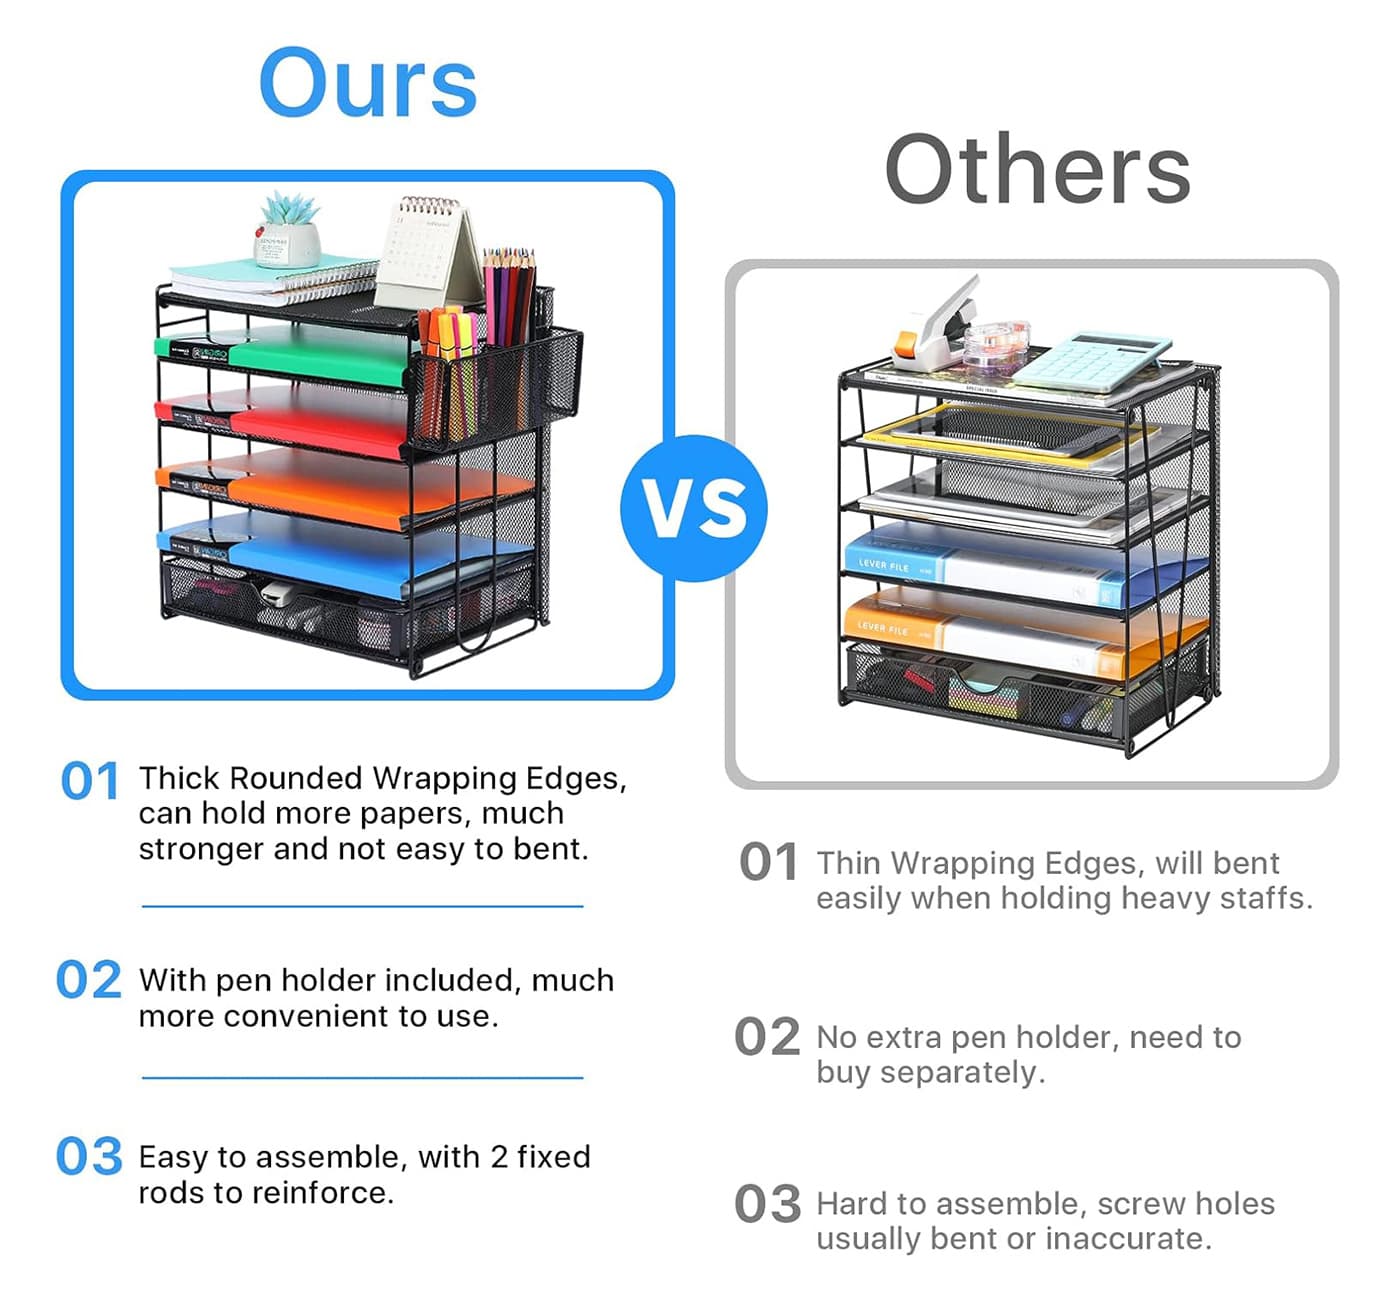 Ours
Others
VS
LEVER FILE
LEVER FILE
01 Thick Rounded Wrapping Edges,
can hold more papers, much
stronger and not easy to bent.
02 With pen holder included, much
more convenient to use.
03 Easy to assemble, with 2 fixed
rods to reinforce.
01 Thin Wrapping Edges, will bent
easily when holding heavy staffs.
02 No extra pen holder, need to
buy separately.
03 Hard to assemble, screw holes
usually bent or inaccurate.